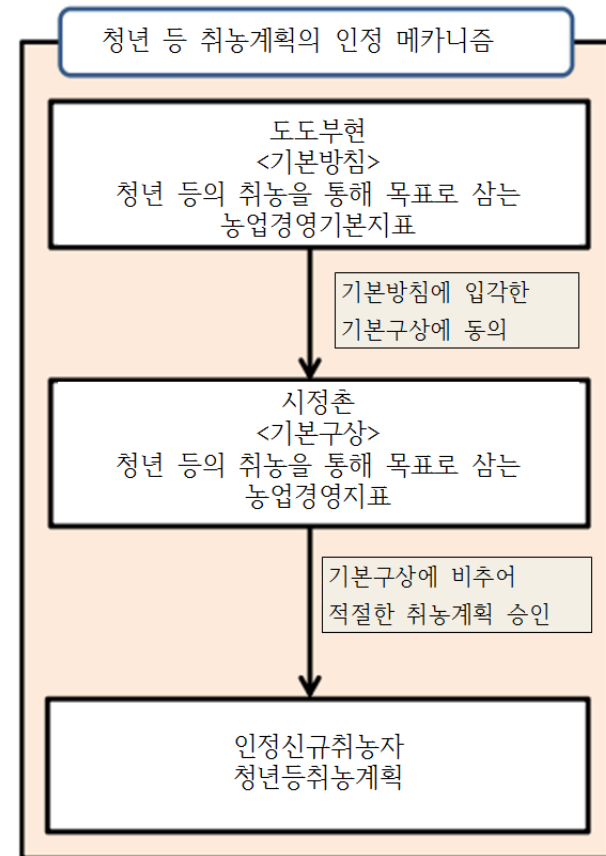 청년 등 취농계획의 인정 메카니즘
도도부현
<기본방침>
청년 등의 취농을 통해 목표로 삼는
농업경영기본지표
기본방침에 입각한
기본구상에 동의
시정촌
<기본구상>
청년 등의 취농을 통해 목표로 삼는
농업경영지표
기본구상에 비추어
적절한 취농계획 승인
인정신규취농자
청년등취농계획